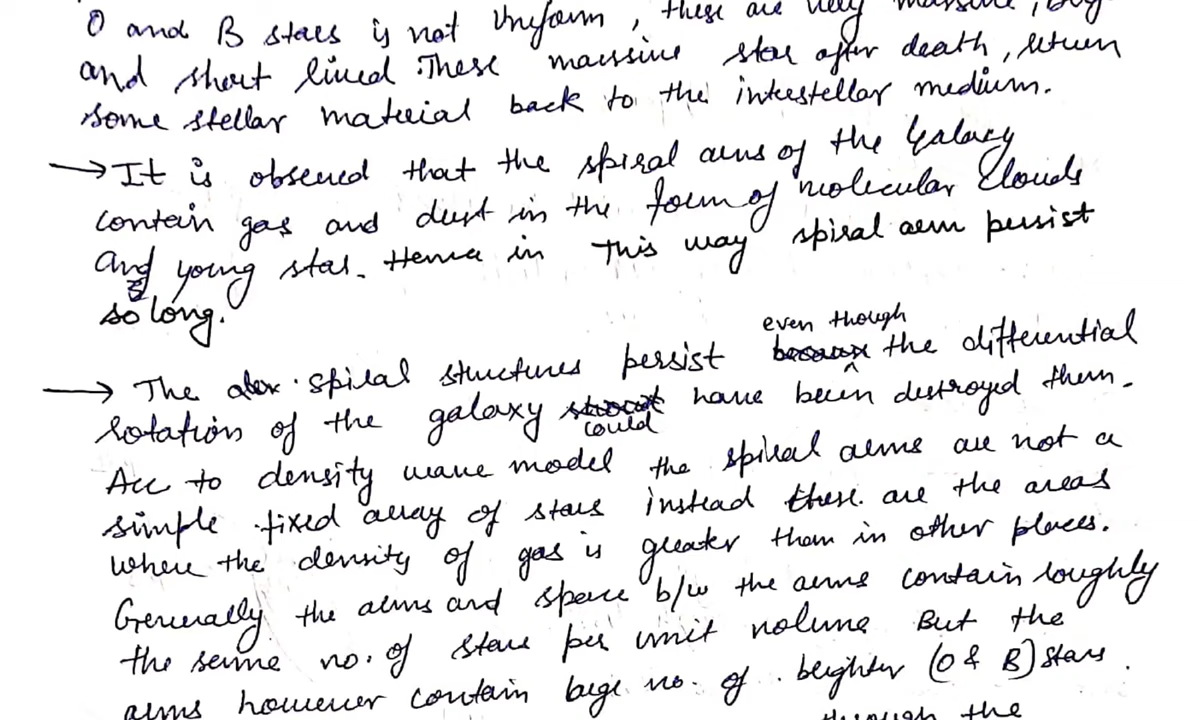 O and B stars is not Uniform, these are very massive, big
and short lived. These massive star after death, return
some stellar material back to the interstellar medium.
→ It is observed that the spiral arms of the Galaxy
contain gas and dust in the form of molecular clouds
and young star. Hence in This way spiral arm persist
so long.
even though
→ The spiral structures persist the differential
rotation of the galaxy could have been destroyed them.
Acc to density wave model the spiral arms are not a
simple fixed array of stars instead these are the areas
where the density of gas is greater them in other places.
Generally the arms and space b/w the arms contain roughly
the same no. of stars per unit volume But the
arms however contain large no. of brighter (O & B) stars.
through the